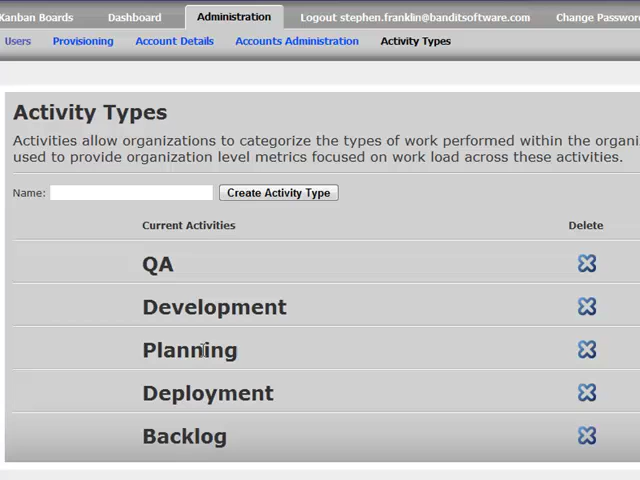 Kanban Boards Dashboard Administration Logout stephen.franklin@banditsoftware.com Change Password
Users Provisioning Account Details Accounts Administration Activity Types
Activity Types
Activities allow organizations to categorize the types of work performed within the
used to provide organization level metrics focused on work load across these activities.
Name: Create Activity Type
Current Activities Delete
QA
Development
Planning
Deployment
Backlog